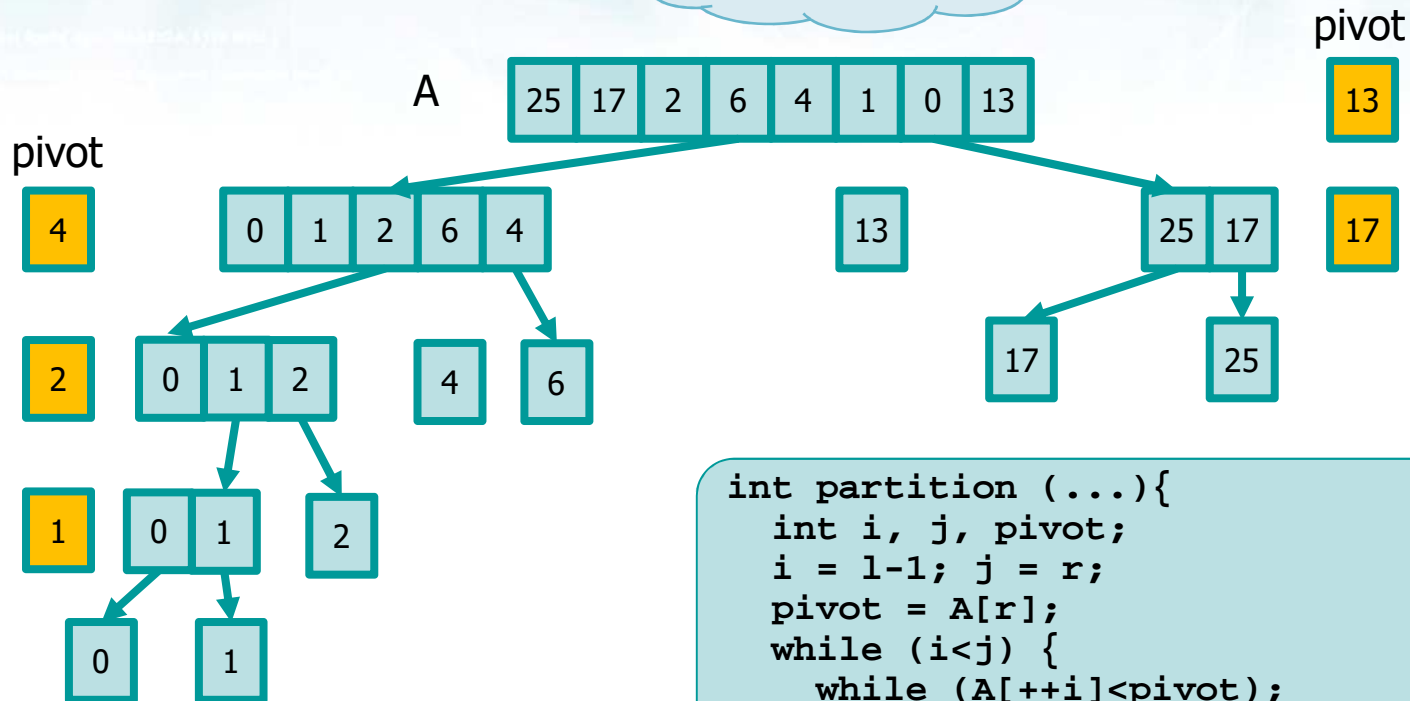 pivot
A 25 17 2 6 4 1 0 13 13
pivot
4 0 1 2 6 4 13 25 17 17
2 0 1 2 4 6 17 25
1 0 1 2
0 1
int partition (...){
int i, j, pivot;
i = l-1; j = r;
pivot = A[r];
while (i<j) {
while (A[++i]<pivot);